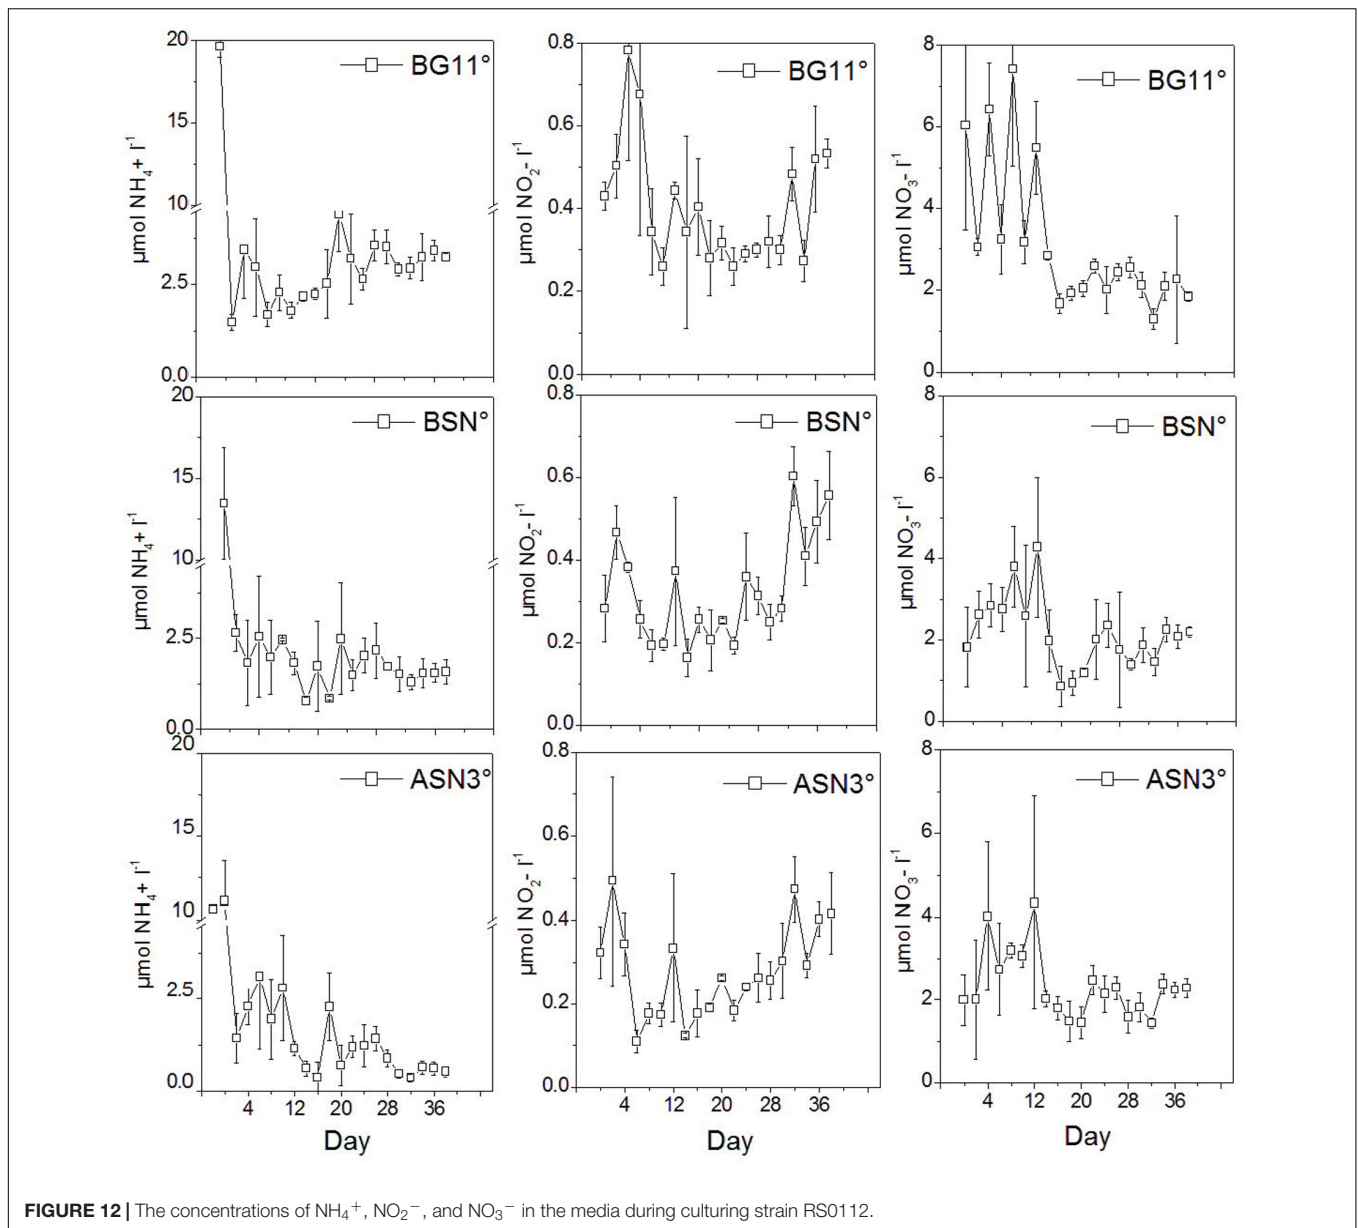 20
15
10
2.5
0.0
µmol NH₄+ l⁻¹
BG11°
0.8
0.6
0.4
0.2
0.0
µmol NO₂- l⁻¹
BG11°
8
6
4
2
0
µmol NO₃- l⁻¹
BG11°
20
15
10
2.5
0.0
µmol NH₄+ l⁻¹
BSN°
0.8
0.6
0.4
0.2
0.0
µmol NO₂- l⁻¹
BSN°
8
6
4
2
0
µmol NO₃- l⁻¹
BSN°
20
15
10
2.5
0.0
µmol NH₄+ l⁻¹
ASN3°
4 12 20 28 36
Day
0.8
0.6
0.4
0.2
0.0
µmol NO₂- l⁻¹
ASN3°
4 12 20 28 36
Day
8
6
4
2
0
µmol NO₃- l⁻¹
ASN3°
4 12 20 28 36
Day
FIGURE 12 | The concentrations of NH₄⁺, NO₂⁻, and NO₃⁻ in the media during culturing strain RS0112.